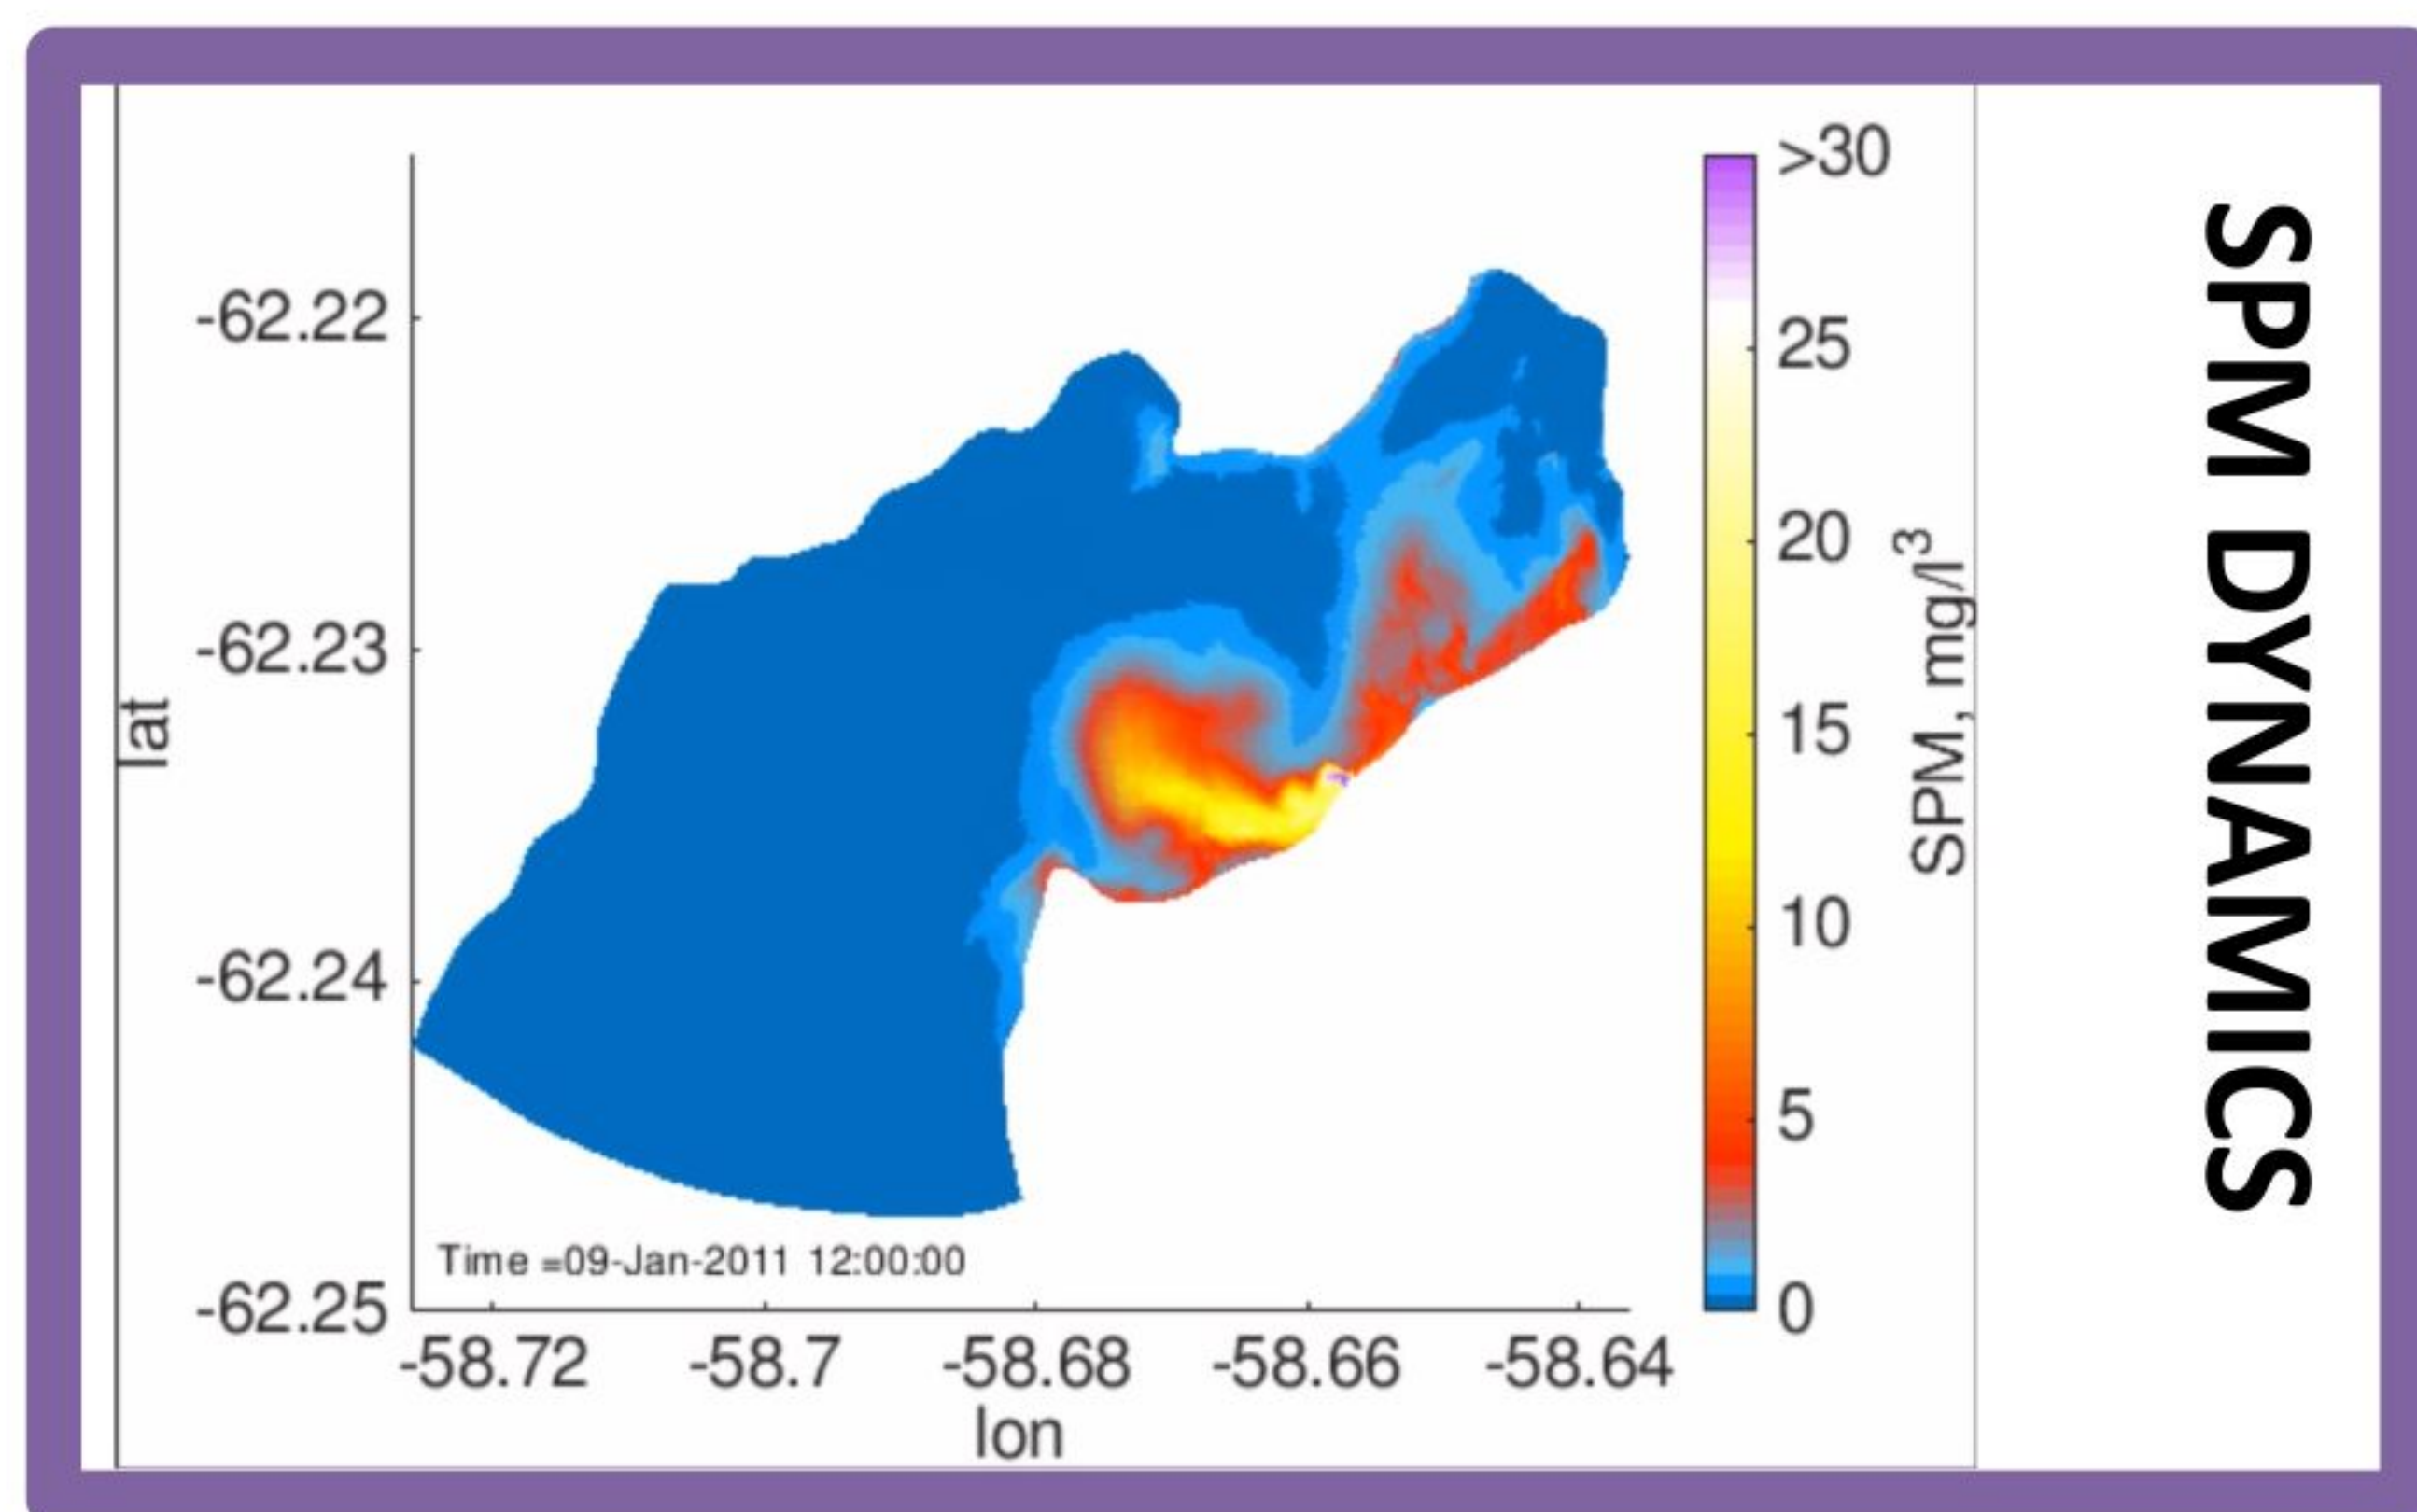 lat
-62.22
-62.23
-62.24
-62.25
Time =09-Jan-2011 12:00:00
-58.72 -58.7 -58.68 -58.66 -58.64
lon
>30
25
20
15
10
5
0
SPM, mg/l³
SPM DYNAMICS